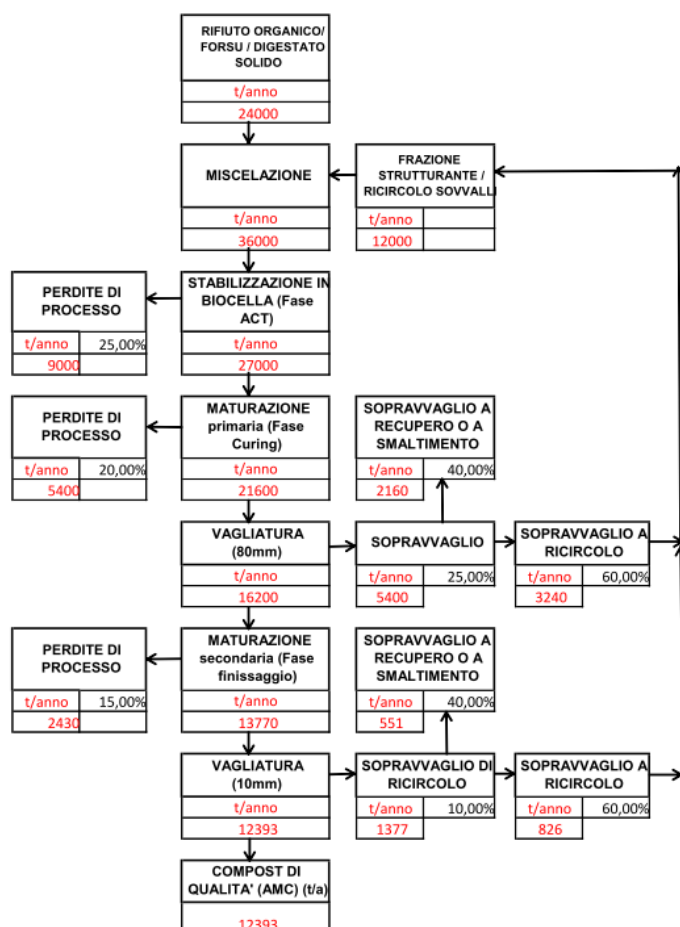 RIFIUTO ORGANICO/
FORSU / DIGESTATO
SOLIDO
t/anno
24000
MISCELAZIONE
t/anno
36000
FRAZIONE
STRUTTURANTE /
RICIRCOLO SOVVALLI
t/anno
12000
PERDITE DI
PROCESSO
t/anno 25,00%
9000
STABILIZZAZIONE IN
BIOCELLA (Fase
ACT)
t/anno
27000
PERDITE DI
PROCESSO
t/anno 20,00%
5400
MATURAZIONE
primaria (Fase
Curing)
t/anno
21600
SOPRAVVAGLIO A
RECUPERO O A
SMALTIMENTO
t/anno 40,00%
2160
VAGLIATURA
(80mm)
t/anno
16200
SOPRAVVAGLIO
t/anno 25,00%
5400
SOPRAVVAGLIO A
RICIRCOLO
t/anno 60,00%
3240
PERDITE DI
PROCESSO
t/anno 15,00%
2430
MATURAZIONE
secondaria (Fase
finissaggio)
t/anno
13770
SOPRAVVAGLIO A
RECUPERO O A
SMALTIMENTO
t/anno 40,00%
551
VAGLIATURA
(10mm)
t/anno
12393
SOPRAVVAGLIO DI
RICIRCOLO
t/anno 10,00%
1377
SOPRAVVAGLIO A
RICIRCOLO
t/anno 60,00%
826
COMPOST DI
QUALITA' (AMC) (t/a)
12393